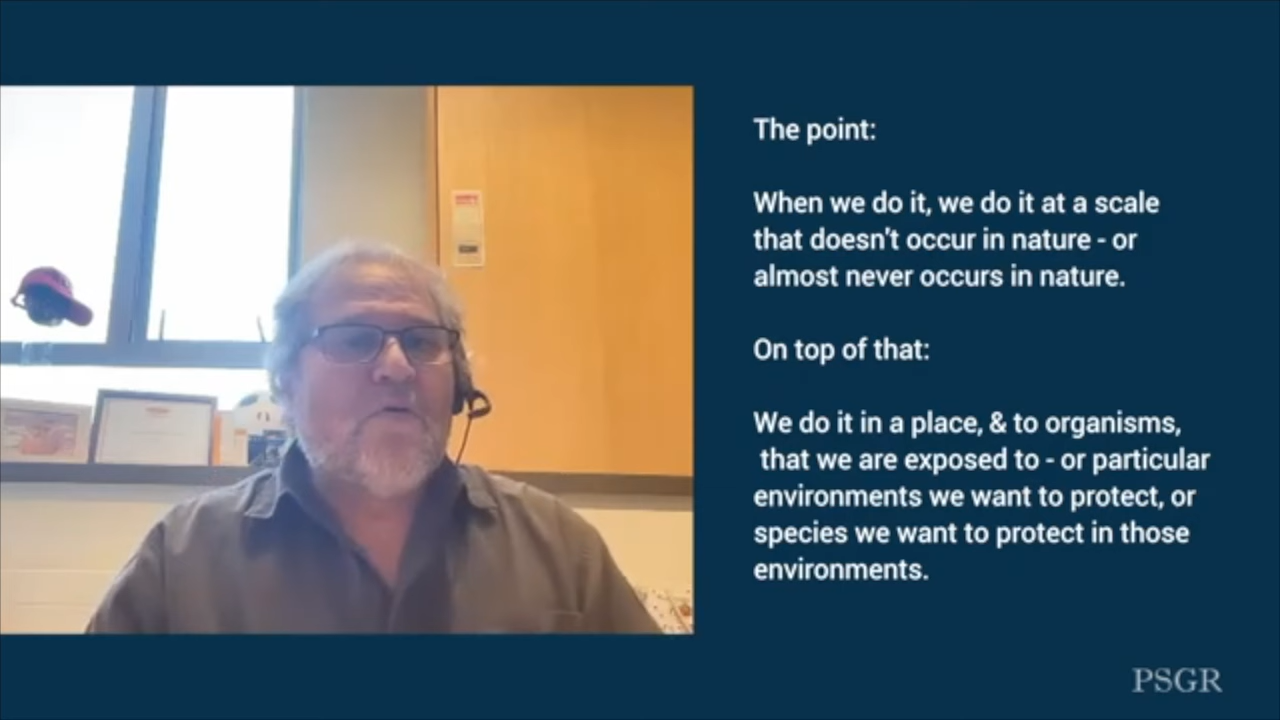 The point:
When we do it, we do it at a scale
that doesn't occur in nature - or
almost never occurs in nature.
On top of that:
We do it in a place, & to organisms,
that we are exposed to - or particular
environments we want to protect, or
species we want to protect in those
environments.
PSGR